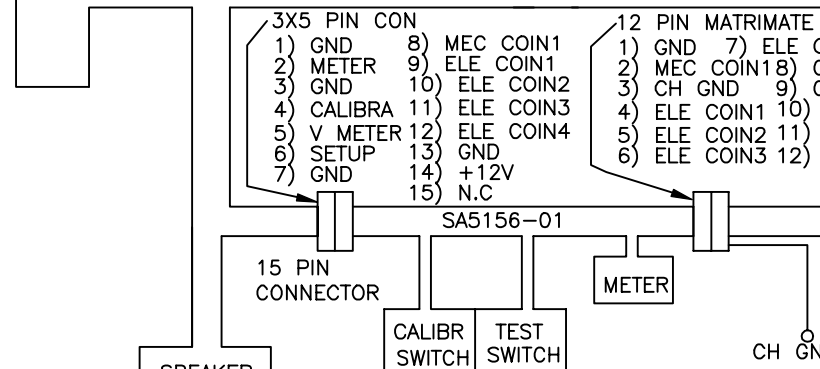 3X5 PIN CON
1) GND 8) MEC COIN1
2) METER 9) ELE COIN1
3) GND 10) ELE COIN2
4) CALIBRA 11) ELE COIN3
5) V METER 12) ELE COIN4
6) SETUP 13) GND
7) GND 14) +12V
15) N.C
12 PIN MATRIMATE
1) GND 7) ELE
2) MEC COIN1 8)
3) CH GND 9)
4) ELE COIN1 10)
5) ELE COIN2 11)
6) ELE COIN3 12)
SA5156-01
15 PIN
CONNECTOR
METER
CALIBR
SWITCH
TEST
SWITCH
SPEAKER
CH GN